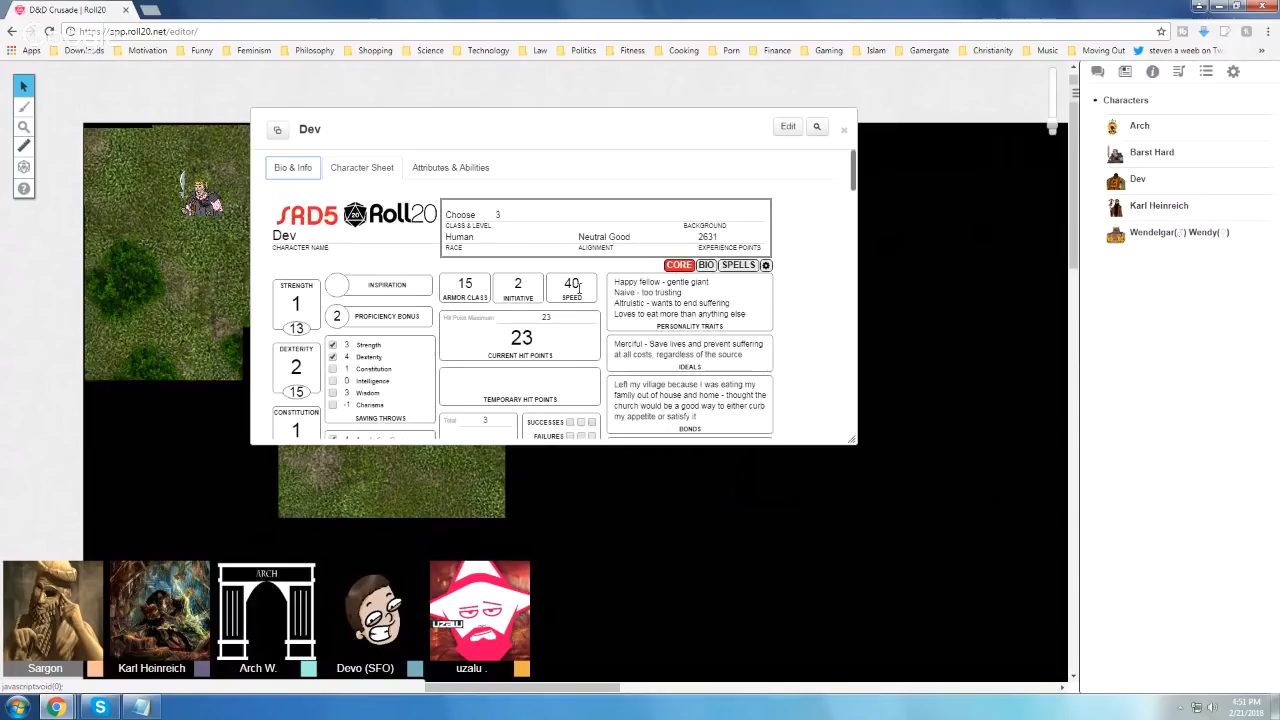 D&D Crusade | Roll20
https://app.roll20.net/editor/
Apps Downloads Motivation Funny Feminism Philosophy Shopping Science Technology Law Politics Fitness Cooking Porn Finance Gaming Islam Gamergate Christianity Music Moving Out steven a week on Tw
Characters
Arch
Barst Hard
Dev
Karl Heinreich
Wendy
Dev
Edit
Bio & Info
Character Sheet
Attributes & Abilities
SRD5 Roll20
Dev
CHARACTER NAME
Choose 3
CLASS & LEVEL BACKGROUND
Human Neutral Good 2631
RACE ALIGNMENT EXPERIENCE POINTS
CORE BIO SPELLS
STRENGTH
1
13
DEXTERITY
2
15
CONSTITUTION
1
INSPIRATION
2 PROFICIENCY BONUS
3 Strength
4 Dexterity
1 Constitution
0 Intelligence
3 Wisdom
-1 Charisma
SAVING THROWS
15
ARMOR CLASS
2
INITIATIVE
40
SPEED
Hit Point Maximum 23
23
CURRENT HIT POINTS
TEMPORARY HIT POINTS
Total 3
SUCCESSES
FAILURES
Happy fellow - gentle giant
Naive - too trusting
Altruistic - wants to end suffering
Loves to eat more than anything else
PERSONALITY TRAITS
Merciful - Save lives and prevent suffering
at all costs, regardless of the source
IDEALS
Left my village because I was eating my
family out of house and home - thought the
church would be a good way to either curb
my appetite or satisfy it
BONDS
ARCH
UZALU
Sargon
Karl Heinreich
Arch W.
Devo (SFO)
uzalu .
javascript:void(0);
4:51 PM
2/21/2018